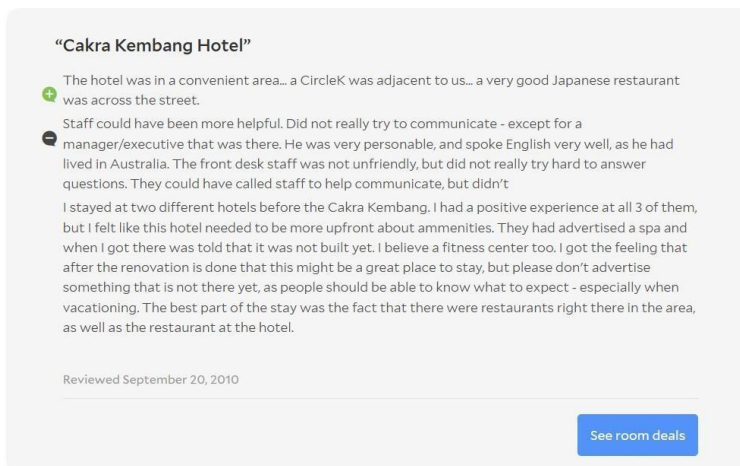 “Cakra Kembang Hotel”
The hotel was in a convenient area... a CircleK was adjacent to us... a very good Japanese restaurant
was across the street.
Staff could have been more helpful. Did not really try to communicate - except for a
manager/executive that was there. He was very personable, and spoke English very well, as he had
lived in Australia. The front desk staff was not unfriendly, but did not really try hard to answer
questions. They could have called staff to help communicate, but didn't
I stayed at two different hotels before the Cakra Kembang. I had a positive experience at all 3 of them,
but I felt like this hotel needed to be more upfront about ammenities. They had advertised a spa and
when I got there was told that it was not built yet. I believe a fitness center too. I got the feeling that
after the renovation is done that this might be a great place to stay, but please don't advertise
something that is not there yet, as people should be able to know what to expect - especially when
vacationing. The best part of the stay was the fact that there were restaurants right there in the area,
as well as the restaurant at the hotel.
Reviewed September 20, 2010
See room deals